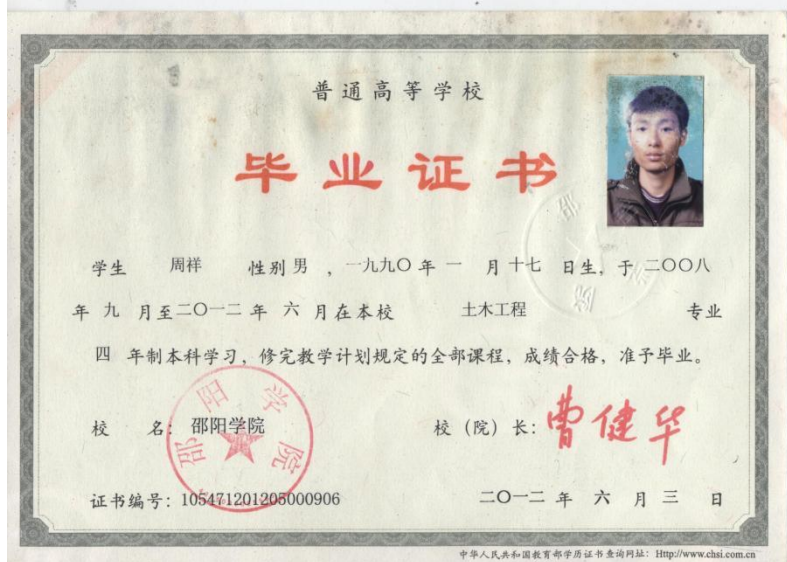 普通高等学校
毕业证书
学生 周祥 性别 男 ，一九九〇 年 一 月 十七 日生，于 二〇〇八
年 九 月至二〇一二 年 六 月在本校 土木工程 专业
四 年制本科学习，修完教学计划规定的全部课程，成绩合格，准予毕业。
校 名：邵阳学院 校（院）长：曹健华
邵阳学院
证书编号：105471201205000906 二〇一二 年 六 月 三 日
中华人民共和国教育部学历证书查询网址：Http://www.chsi.com.cn